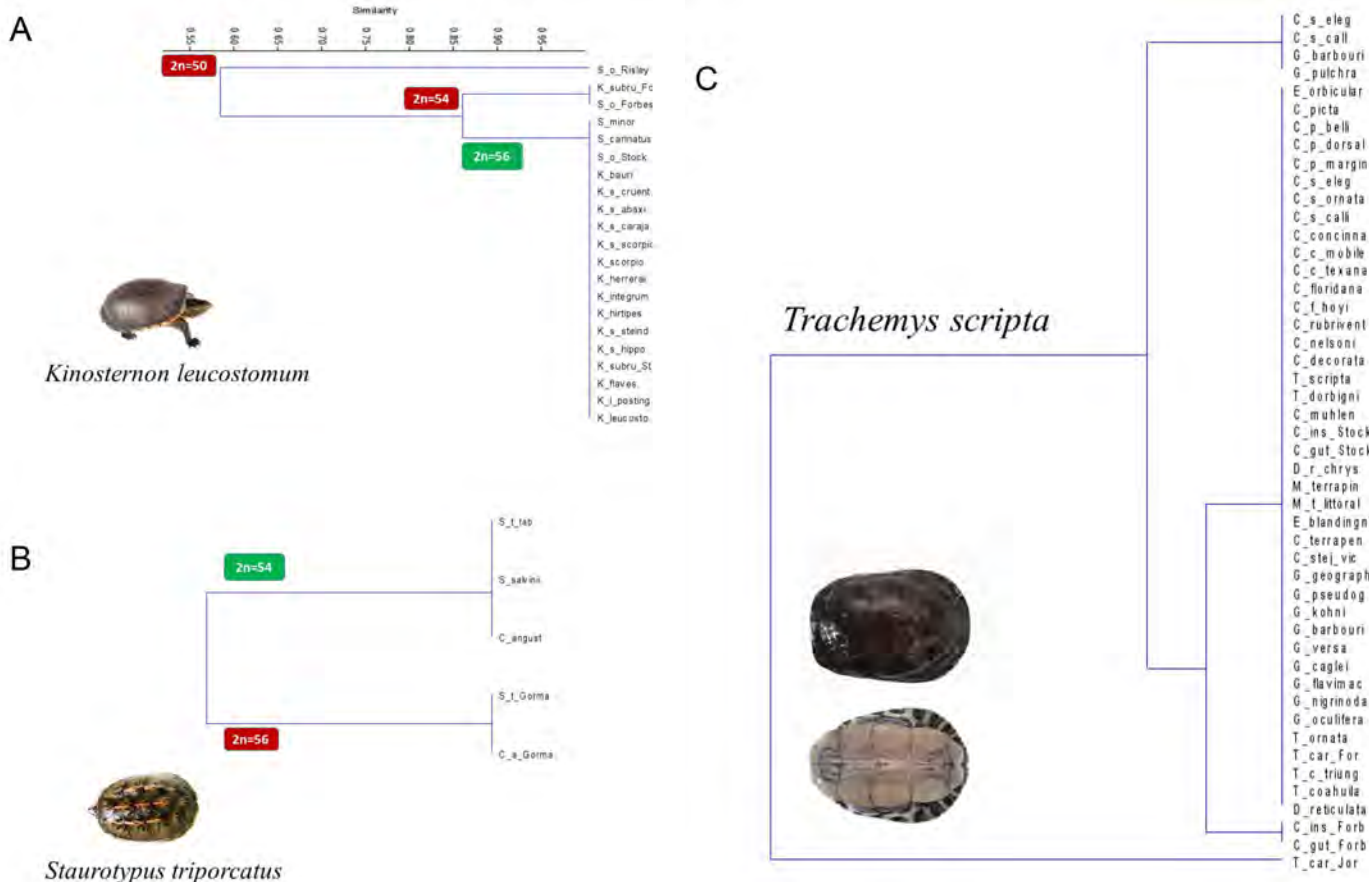 A
Similarity
0.55 0.60 0.65 0.70 0.75 0.80 0.85 0.90 0.95
2n=50
2n=54
2n=56
S_o_Risley
K_subru_Fo
S_o_Forbes
S_minor
S_carinatus
S_o_Stock
K_bauri
K_s_cruent
K_s_abaxi
K_s_caraja
K_s_scorpio
K_scorpio
K_herrerai
K_integrum
K_hirtipes
K_s_steind
K_s_hippo
K_subru_St
K_flaves
K_l_posting
K_leucosto
Kinosternon leucostomum
B
2n=54
2n=56
S_t_tab
S_salvinii
C_angust
S_t_Gorma
C_a_Gorma
Staurotypus triporcatus
C
Trachemys scripta
C_s_eleg
C_s_call
G_barbouri
G_pulchra
E_orbicular
C_picta
C_p_belli
C_p_dorsal
C_p_margin
C_s_eleg
C_s_ornata
C_s_calli
C_concinna
C_c_mobile
C_c_texana
C_floridana
C_f_hoyi
C_rubrivent
C_nelsoni
C_decorata
T_scripta
T_dorbigni
C_muhlen
C_ins_Stock
C_gut_Stock
D_r_chrys
M_terrapin
M_t_littoral
E_blandingn
C_terrapen
C_stej_vic
G_geograph
G_pseudog
G_kohni
G_barbouri
G_versa
G_caglei
G_flavimac
G_nigrinoda
G_oculifera
T_ornata
T_car_For
T_c_triung
T_coahuila
D_reticulata
C_ins_Forb
C_gut_Forb
T_car_Jor